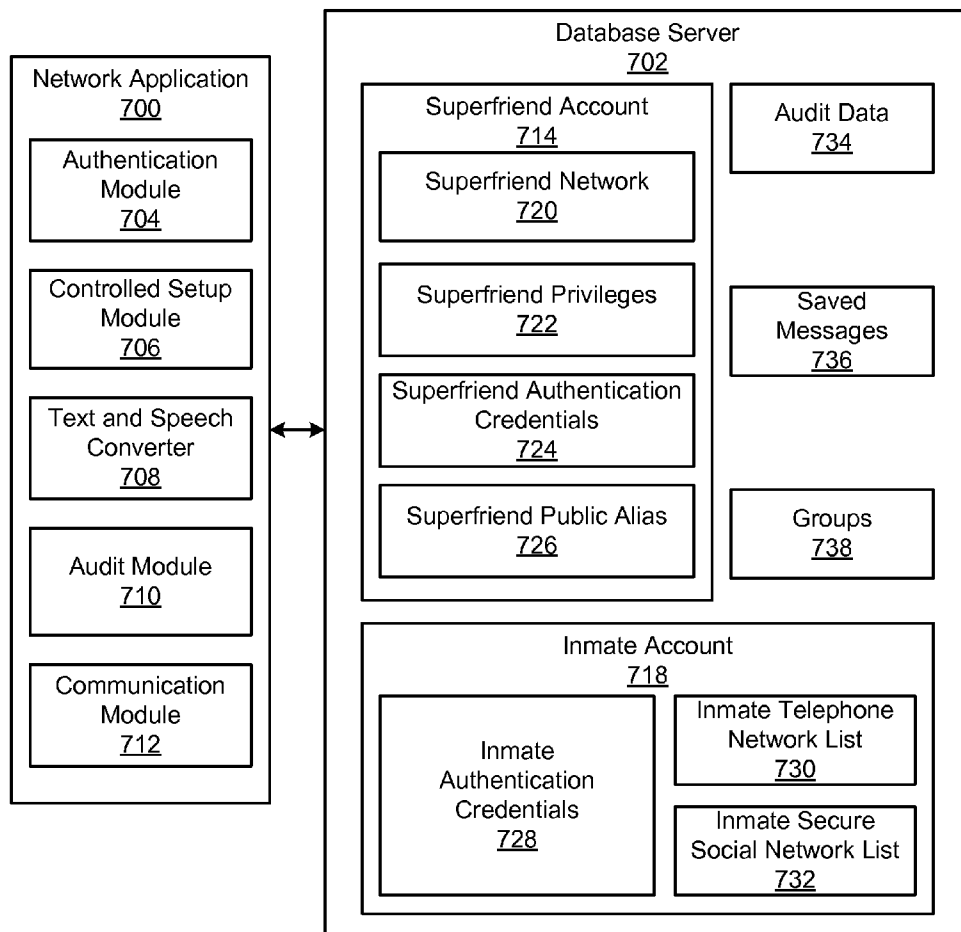 Network Application
700
Authentication
Module
704
Controlled Setup
Module
706
Text and Speech
Converter
708
Audit Module
710
Communication
Module
712
Database Server
702
Superfriend Account
714
Superfriend Network
720
Superfriend Privileges
722
Superfriend Authentication
Credentials
724
Superfriend Public Alias
726
Audit Data
734
Saved
Messages
736
Groups
738
Inmate Account
718
Inmate
Authentication
Credentials
728
Inmate Telephone
Network List
730
Inmate Secure
Social Network List
732